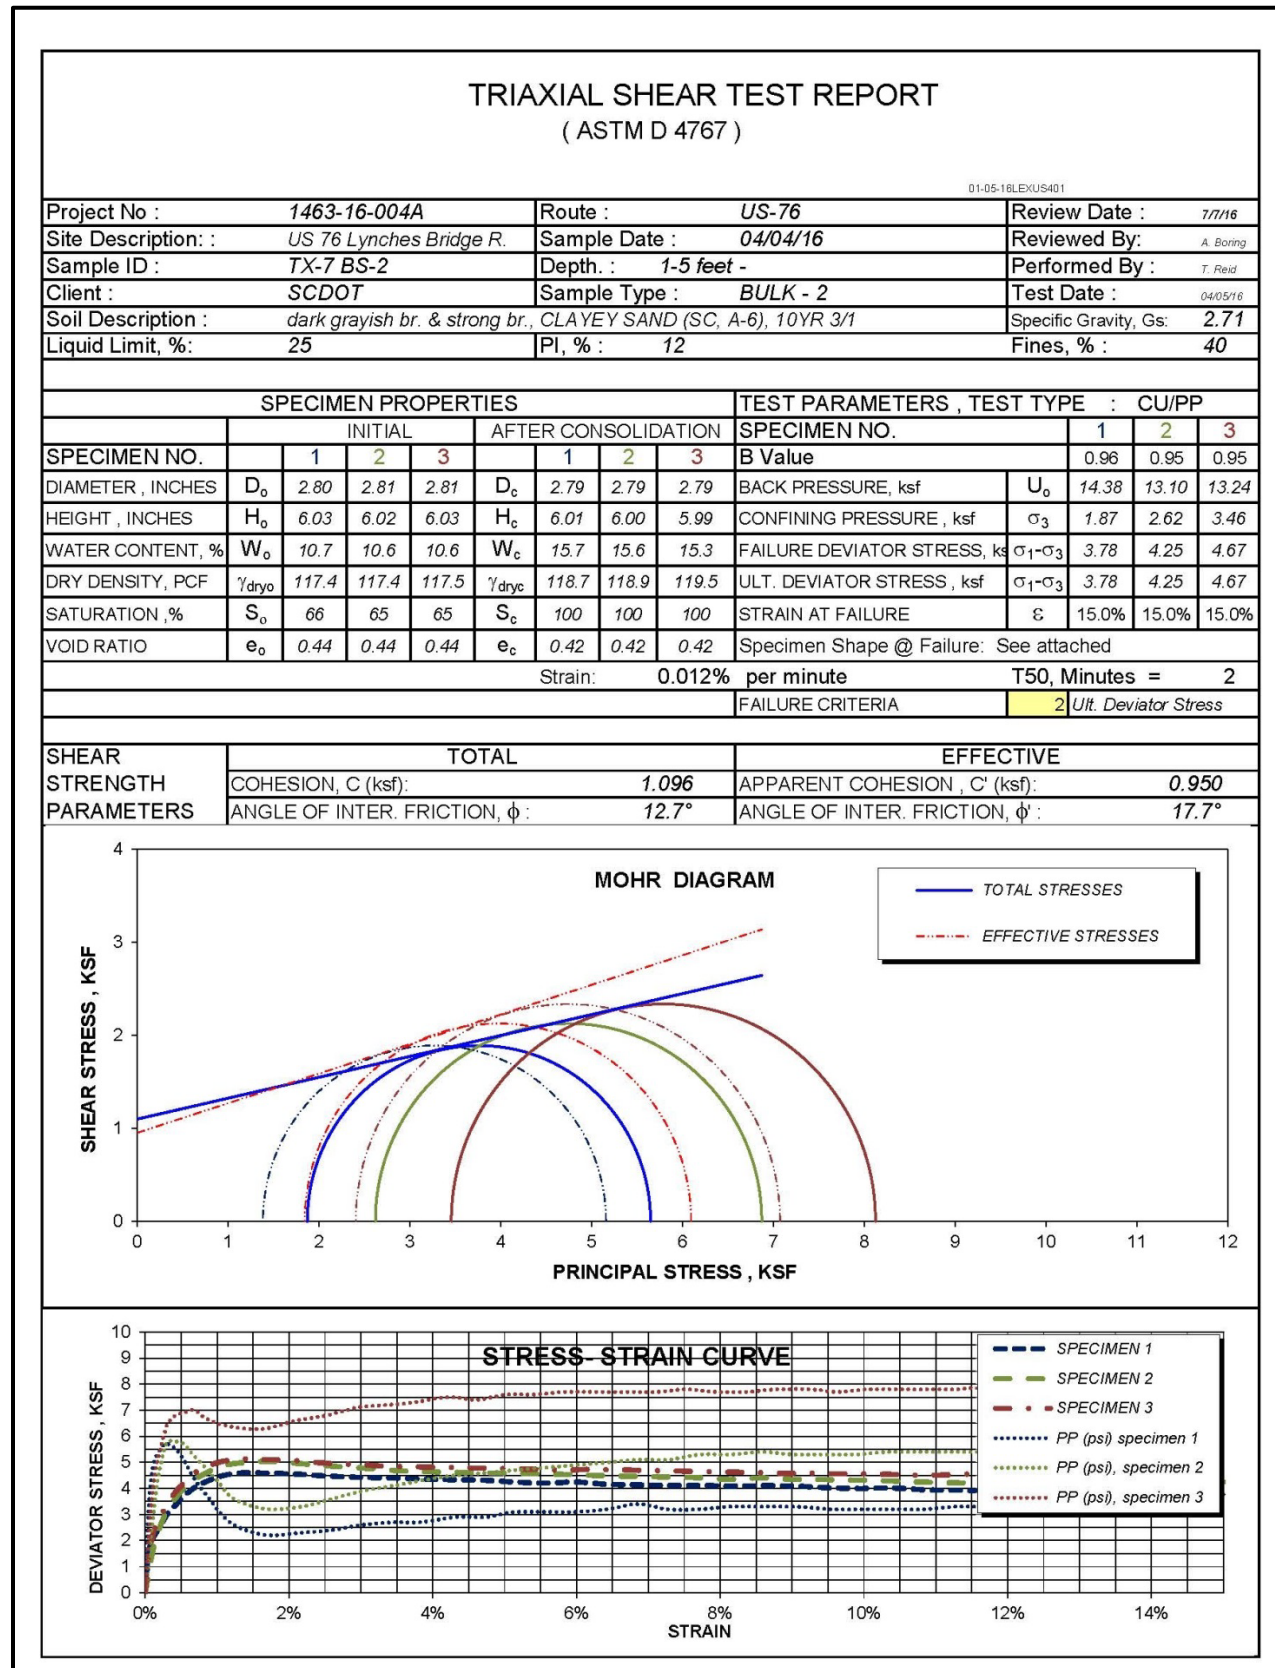 TRIAXIAL SHEAR TEST REPORT
( ASTM D 4767 )
01-05-16LEXUS401
Project No : 1463-16-004A Route : US-76 Review Date : 7/7/16
Site Description: : US 76 Lynches Bridge R. Sample Date : 04/04/16 Reviewed By: A. Boring
Sample ID : TX-7 BS-2 Depth. : 1-5 feet - Performed By : T. Reid
Client : SCDOT Sample Type : BULK - 2 Test Date : 04/05/16
Soil Description : dark grayish br. & strong br., CLAYEY SAND (SC, A-6), 10YR 3/1 Specific Gravity, Gs: 2.71
Liquid Limit, %: 25 PI, % : 12 Fines, % : 40
SPECIMEN PROPERTIES TEST PARAMETERS , TEST TYPE : CU/PP
INITIAL AFTER CONSOLIDATION SPECIMEN NO. 1 2 3
SPECIMEN NO. 1 2 3 1 2 3 B Value 0.96 0.95 0.95
DIAMETER , INCHES Do 2.80 2.81 2.81 Dc 2.79 2.79 2.79 BACK PRESSURE, ksf Uo 14.38 13.10 13.24
HEIGHT , INCHES Ho 6.03 6.02 6.03 Hc 6.01 6.00 5.99 CONFINING PRESSURE , ksf σ3 1.87 2.62 3.46
WATER CONTENT, % Wo 10.7 10.6 10.6 Wc 15.7 15.6 15.3 FAILURE DEVIATOR STRESS, ks σ1-σ3 3.78 4.25 4.67
DRY DENSITY, PCF γdryo 117.4 117.4 117.5 γdryc 118.7 118.9 119.5 ULT. DEVIATOR STRESS , ksf σ1-σ3 3.78 4.25 4.67
SATURATION ,% So 66 65 65 Sc 100 100 100 STRAIN AT FAILURE ε 15.0% 15.0% 15.0%
VOID RATIO eo 0.44 0.44 0.44 ec 0.42 0.42 0.42 Specimen Shape @ Failure: See attached
Strain: 0.012% per minute T50, Minutes = 2
FAILURE CRITERIA 2 Ult. Deviator Stress
SHEAR TOTAL EFFECTIVE
STRENGTH COHESION, C (ksf): 1.096 APPARENT COHESION , C' (ksf): 0.950
PARAMETERS ANGLE OF INTER. FRICTION, ϕ : 12.7° ANGLE OF INTER. FRICTION, ϕ' : 17.7°
MOHR DIAGRAM
TOTAL STRESSES
EFFECTIVE STRESSES
SHEAR STRESS , KSF
4
3
2
1
0
0 1 2 3 4 5 6 7 8 9 10 11 12
PRINCIPAL STRESS , KSF
STRESS- STRAIN CURVE
SPECIMEN 1
SPECIMEN 2
SPECIMEN 3
PP (psi) specimen 1
PP (psi), specimen 2
PP (psi), specimen 3
DEVIATOR STRESS , KSF
10
9
8
7
6
5
4
3
2
1
0
0% 2% 4% 6% 8% 10% 12% 14%
STRAIN